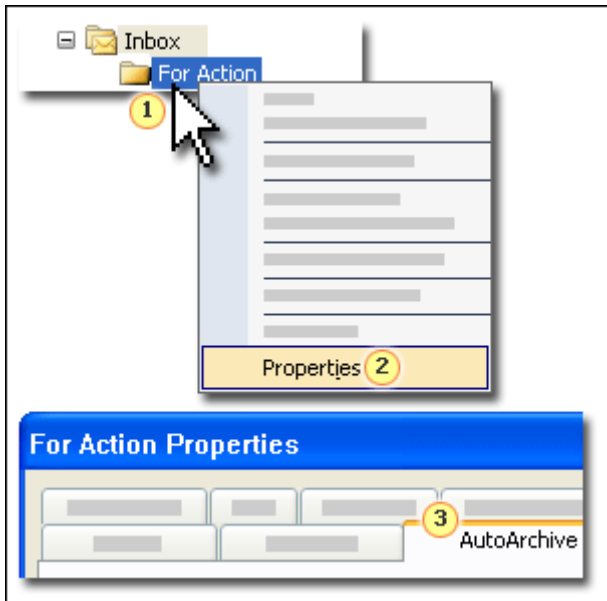 Inbox
For Action
1
Properties 2
For Action Properties
3
AutoArchive